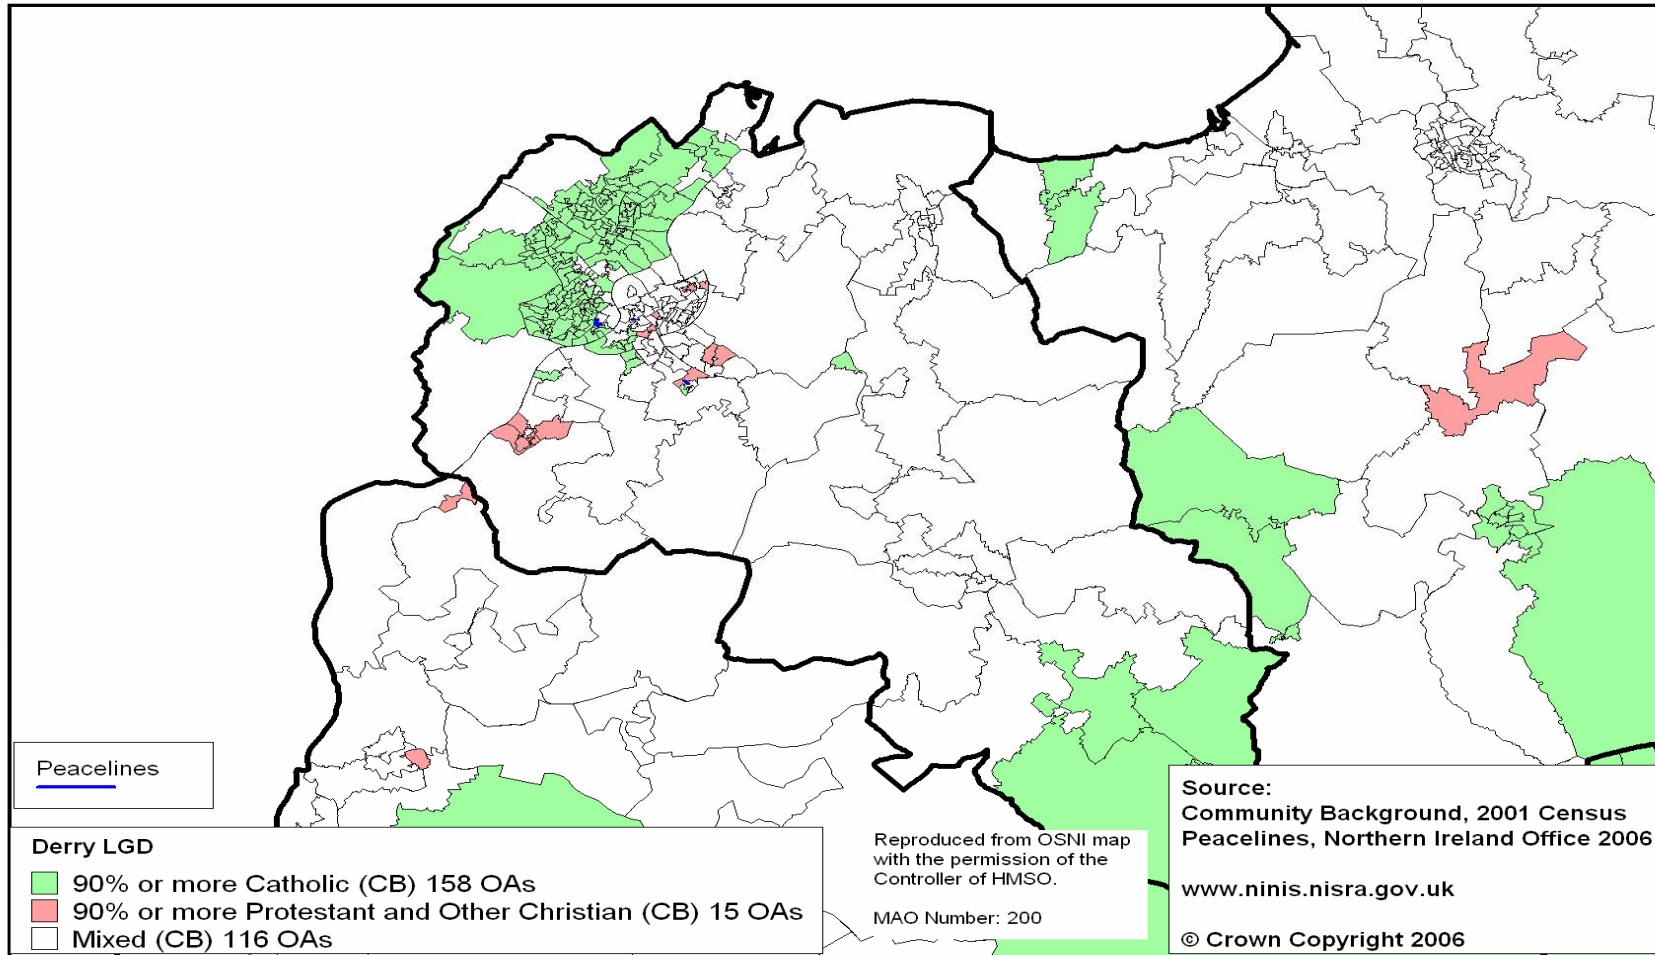 Peacelines
Derry LGD
90% or more Catholic (CB) 158 OAs
90% or more Protestant and Other Christian (CB) 15 OAs
Mixed (CB) 116 OAs
Reproduced from OSNI map
with the permission of the
Controller of HMSO.
MAO Number: 200
Source:
Community Background, 2001 Census
Peacelines, Northern Ireland Office 2006
www.ninis.nisra.gov.uk
© Crown Copyright 2006